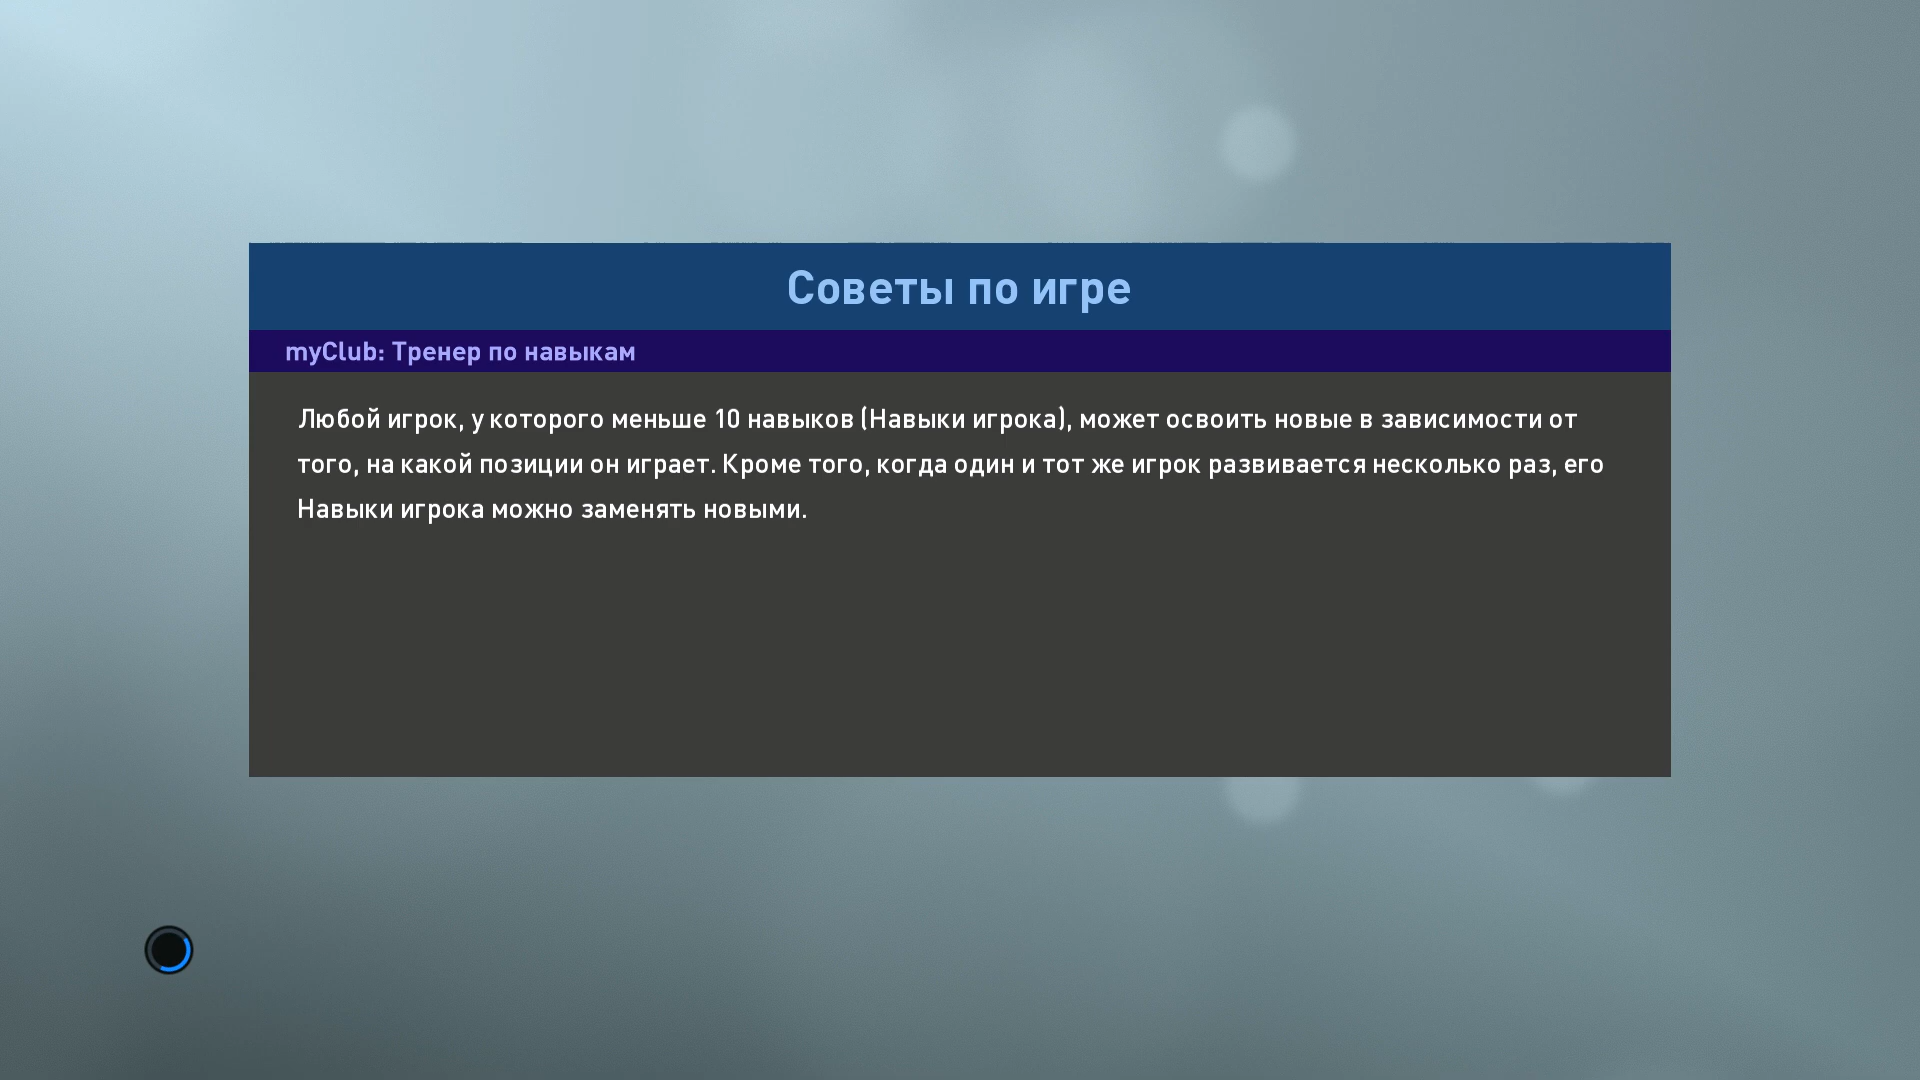 Советы по игре
myClub: Тренер по навыкам
Любой игрок, у которого меньше 10 навыков (Навыки игрока), может освоить новые в зависимости от
того, на какой позиции он играет. Кроме того, когда один и тот же игрок развивается несколько раз, его
Навыки игрока можно заменять новыми.